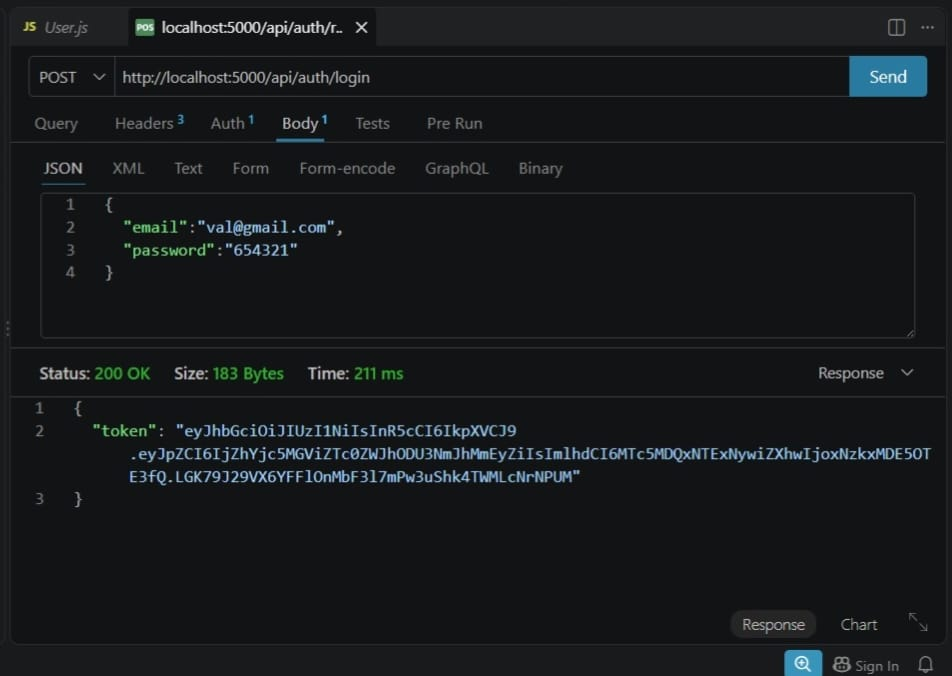 JS User.js POS localhost:5000/api/auth/r.. ✕ ...
POST http://localhost:5000/api/auth/login Send
Query Headers 3 Auth 1 Body 1 Tests Pre Run
JSON XML Text Form Form-encode GraphQL Binary
1 {
2 "email":"val@gmail.com",
3 "password":"654321"
4 }
Status: 200 OK Size: 183 Bytes Time: 211 ms Response
1 {
2 "token": "eyJhbGciOiJIUzI1NiIsInR5cCI6IkpXVCJ9
.eyJpZCI6IjZhYjc5MGViZTc0ZWJhODU3NmJhMmEyZiIsImlhdCI6MTc5MDQxNTExNywiZXhwIjoxNzkxMDE5OT
E3fQ.LGK79J29VX6YFFlOnMbF3l7mPw3uShk4TWMLcNrNPUM"
3 }
Response Chart
Sign In